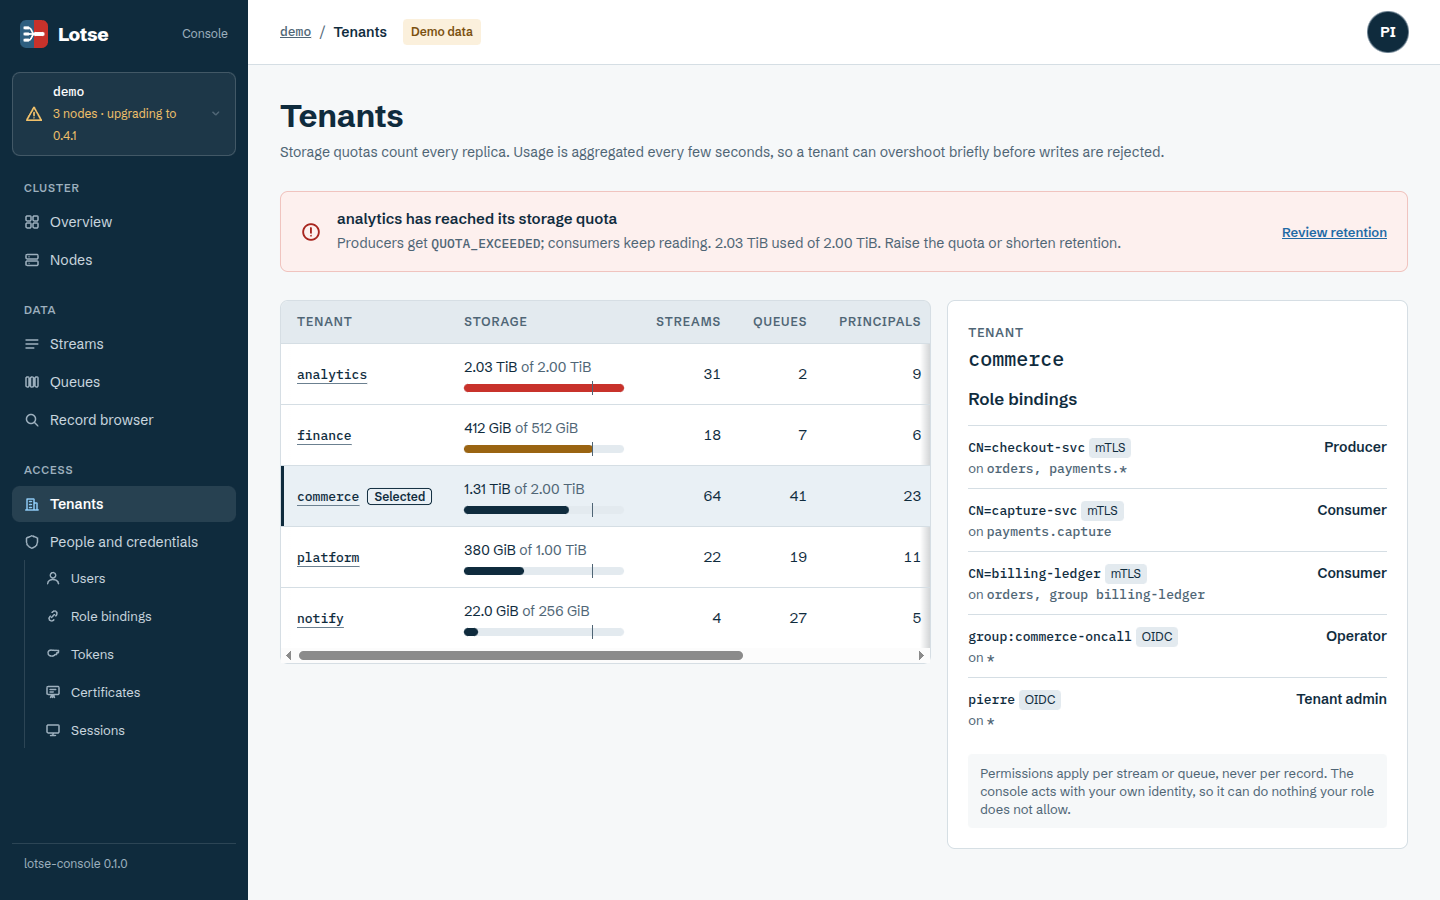 Lotse
Console
demo
3 nodes · upgrading to
0.4.1
CLUSTER
Overview
Nodes
DATA
Streams
Queues
Record browser
ACCESS
Tenants
People and credentials
Users
Role bindings
Tokens
Certificates
Sessions
lotse-console 0.1.0
demo / Tenants Demo data
PI
Tenants
Storage quotas count every replica. Usage is aggregated every few seconds, so a tenant can overshoot briefly before writes are rejected.
analytics has reached its storage quota
Producers get QUOTA_EXCEEDED; consumers keep reading. 2.03 TiB used of 2.00 TiB. Raise the quota or shorten retention.
Review retention
TENANT STORAGE STREAMS QUEUES PRINCIPALS
analytics 2.03 TiB of 2.00 TiB 31 2 9
finance 412 GiB of 512 GiB 18 7 6
commerce Selected 1.31 TiB of 2.00 TiB 64 41 23
platform 380 GiB of 1.00 TiB 22 19 11
notify 22.0 GiB of 256 GiB 4 27 5
TENANT
commerce
Role bindings
CN=checkout-svc mTLS Producer
on orders, payments.*
CN=capture-svc mTLS Consumer
on payments.capture
CN=billing-ledger mTLS Consumer
on orders, group billing-ledger
group:commerce-oncall OIDC Operator
on *
pierre OIDC Tenant admin
on *
Permissions apply per stream or queue, never per record. The
console acts with your own identity, so it can do nothing your role
does not allow.